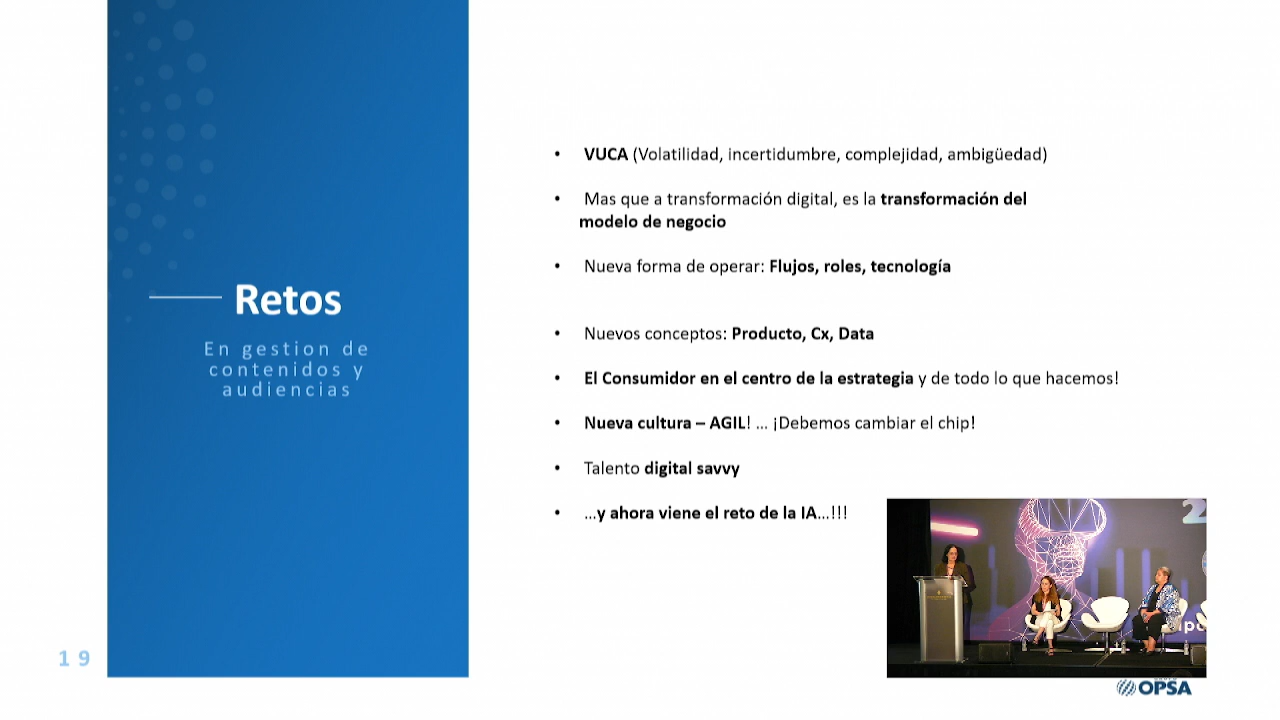 Retos
En gestion de
contenidos y
audiencias
• VUCA (Volatilidad, incertidumbre, complejidad, ambigüedad)
• Mas que a transformación digital, es la transformación del
modelo de negocio
• Nueva forma de operar: Flujos, roles, tecnología
• Nuevos conceptos: Producto, Cx, Data
• El Consumidor en el centro de la estrategia y de todo lo que hacemos!
• Nueva cultura – AGIL! ... ¡Debemos cambiar el chip!
• Talento digital savvy
• ...y ahora viene el reto de la IA...!!!
19
OPSA